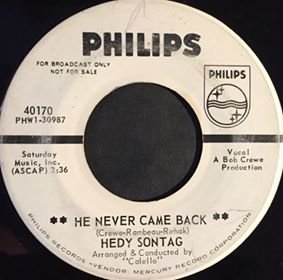 PHILIPS
FOR BROADCAST ONLY
NOT FOR SALE
40170
PHW1-30987
PHILIPS
Saturday
Music, Inc.
(ASCAP) 2:36
Vocal
A Bob Crewe
Production
** HE NEVER CAME BACK **
(Crewe-Rambeau-Rehak)
HEDY SONTAG
Arranged & Conducted by
"Calello"
PHILIPS RECORDS • VENDOR: MERCURY RECORD CORPORATION